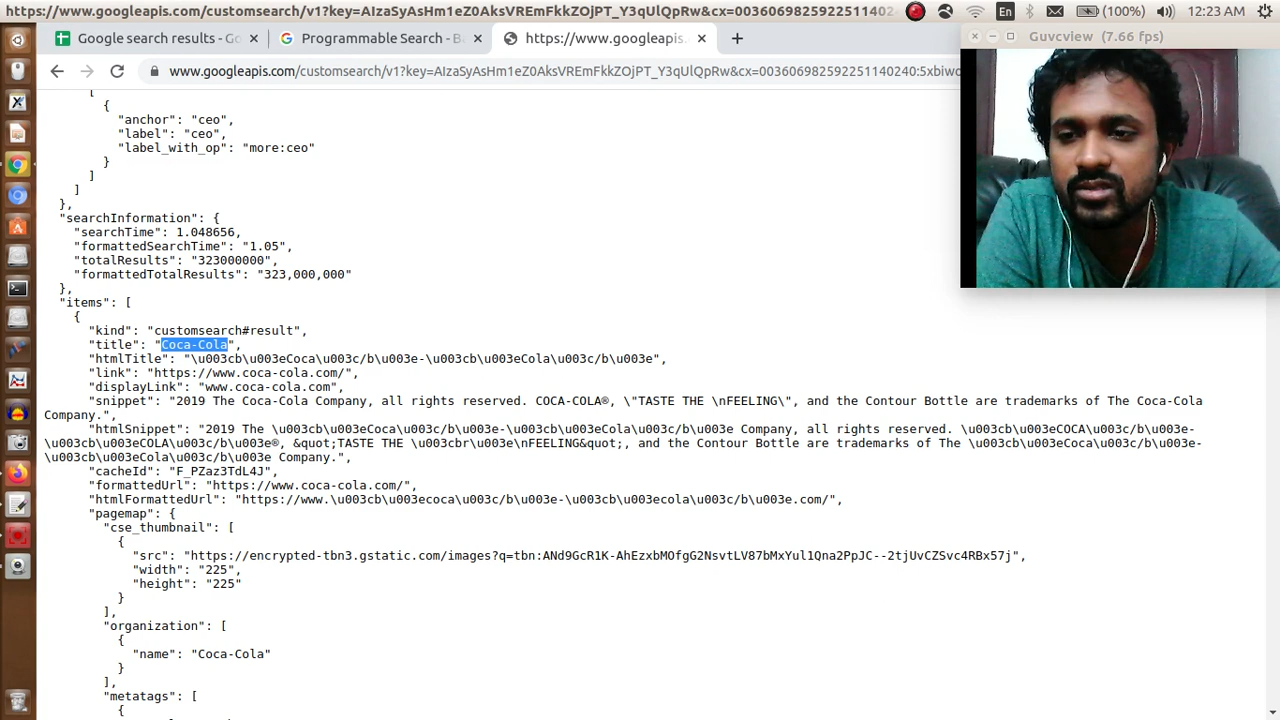 https://www.googleapis.com/customsearch/v1?key=AIzaSyAsHm1eZ0AksVREmFkkZOjPT_Y3qUlQpRw&cx=003606982592251140240:
En (100%) 12:23 AM
Google search results - Go
Programmable Search - Ba
https://www.googleapis.
Guvcview (7.66 fps)
www.googleapis.com/customsearch/v1?key=AIzaSyAsHm1eZ0AksVREmFkkZOjPT_Y3qUlQpRw&cx=003606982592251140240:5xbiwo
[
{
"anchor": "ceo",
"label": "ceo",
"label_with_op": "more:ceo"
}
]
]
},
"searchInformation": {
"searchTime": 1.048656,
"formattedSearchTime": "1.05",
"totalResults": "323000000",
"formattedTotalResults": "323,000,000"
},
"items": [
{
"kind": "customsearch#result",
"title": "Coca-Cola",
"htmlTitle": "\u003cb\u003eCoca\u003c/b\u003e-\u003cb\u003eCola\u003c/b\u003e",
"link": "https://www.coca-cola.com/",
"displayLink": "www.coca-cola.com",
"snippet": "2019 The Coca-Cola Company, all rights reserved. COCA-COLA®, \"TASTE THE \nFEELING\", and the Contour Bottle are trademarks of The Coca-Cola
Company.",
"htmlSnippet": "2019 The \u003cb\u003eCoca\u003c/b\u003e-\u003cb\u003eCola\u003c/b\u003e Company, all rights reserved. \u003cb\u003eCOCA\u003c/b\u003e-
\u003cb\u003eCOLA\u003c/b\u003e®, &quot;TASTE THE \u003cbr\u003e\nFEELING&quot;, and the Contour Bottle are trademarks of The \u003cb\u003eCoca\u003c/b\u003e-
\u003cb\u003eCola\u003c/b\u003e Company.",
"cacheId": "F_PZaz3TdL4J",
"formattedUrl": "https://www.coca-cola.com/",
"htmlFormattedUrl": "https://www.\u003cb\u003ecoca\u003c/b\u003e-\u003cb\u003ecola\u003c/b\u003e.com/",
"pagemap": {
"cse_thumbnail": [
{
"src": "https://encrypted-tbn3.gstatic.com/images?q=tbn:ANd9GcR1K-AhEzxbMOfgG2NsvtLV87bMxYul1Qna2PpJC--2tjUvCZSvc4RBx57j",
"width": "225",
"height": "225"
}
],
"organization": [
{
"name": "Coca-Cola"
}
],
"metatags": [
{